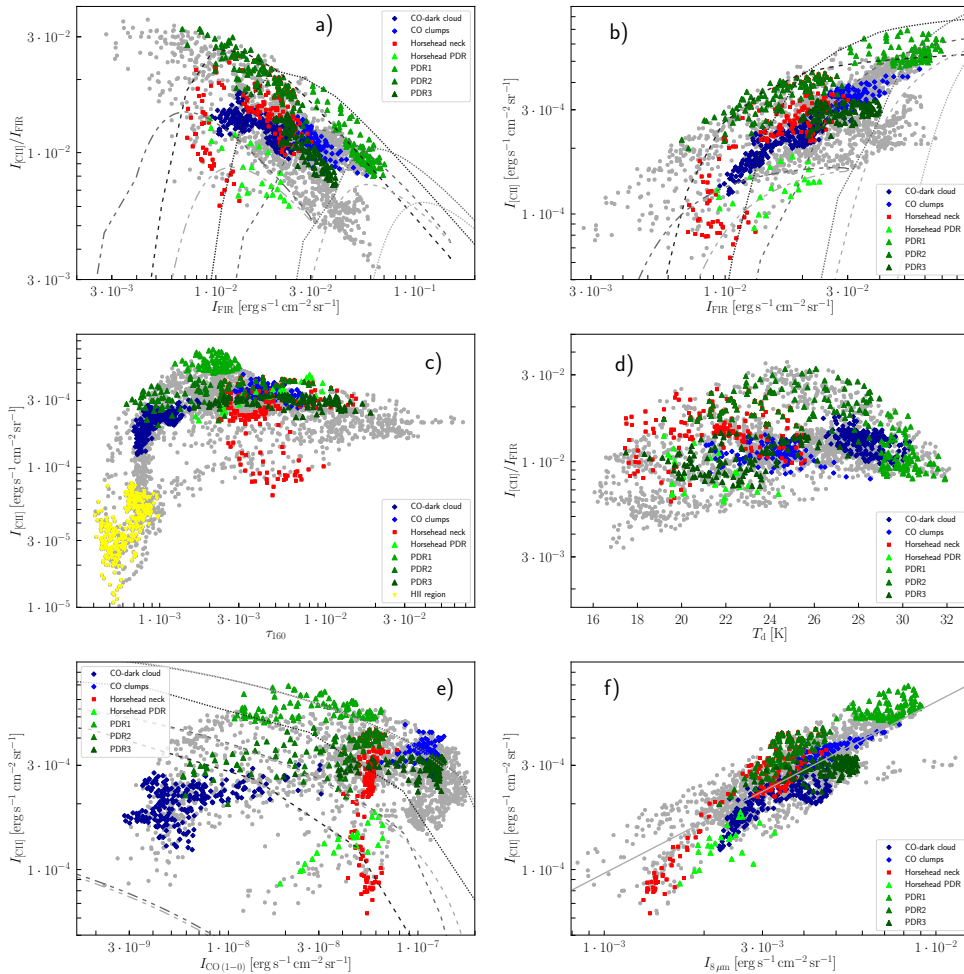 a)
CO-dark cloud
CO clumps
Horsehead neck
Horsehead PDR
PDR1
PDR2
PDR3
3 · 10⁻²
1 · 10⁻²
3 · 10⁻³
I[CII]/IFIR
3 · 10⁻³
1 · 10⁻²
3 · 10⁻²
1 · 10⁻¹
IFIR [erg s⁻¹ cm⁻² sr⁻¹]
b)
3 · 10⁻⁴
1 · 10⁻⁴
I[CII] [erg s⁻¹ cm⁻² sr⁻¹]
CO-dark cloud
CO clumps
Horsehead neck
Horsehead PDR
PDR1
PDR2
PDR3
3 · 10⁻³
1 · 10⁻²
3 · 10⁻²
IFIR [erg s⁻¹ cm⁻² sr⁻¹]
c)
3 · 10⁻⁴
1 · 10⁻⁴
3 · 10⁻⁵
1 · 10⁻⁵
I[CII] [erg s⁻¹ cm⁻² sr⁻¹]
CO-dark cloud
CO clumps
Horsehead neck
Horsehead PDR
PDR1
PDR2
PDR3
HII region
1 · 10⁻³
3 · 10⁻³
1 · 10⁻²
3 · 10⁻²
τ160
d)
3 · 10⁻²
1 · 10⁻²
3 · 10⁻³
I[CII]/IFIR
CO-dark cloud
CO clumps
Horsehead neck
Horsehead PDR
PDR1
PDR2
PDR3
16 18 20 22 24 26 28 30 32
Td [K]
e)
CO-dark cloud
CO clumps
Horsehead neck
Horsehead PDR
PDR1
PDR2
PDR3
3 · 10⁻⁴
1 · 10⁻⁴
I[CII] [erg s⁻¹ cm⁻² sr⁻¹]
3 · 10⁻⁹
1 · 10⁻⁸
3 · 10⁻⁸
1 · 10⁻⁷
ICO (1−0) [erg s⁻¹ cm⁻² sr⁻¹]
f)
3 · 10⁻⁴
1 · 10⁻⁴
I[CII] [erg s⁻¹ cm⁻² sr⁻¹]
CO-dark cloud
CO clumps
Horsehead neck
Horsehead PDR
PDR1
PDR2
PDR3
1 · 10⁻³
3 · 10⁻³
1 · 10⁻²
I8 μm [erg s⁻¹ cm⁻² sr⁻¹]